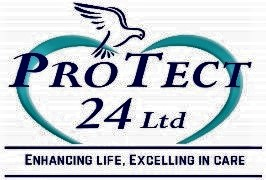 PROTECT
24 Ltd
ENHANCING LIFE, EXCELLING IN CARE